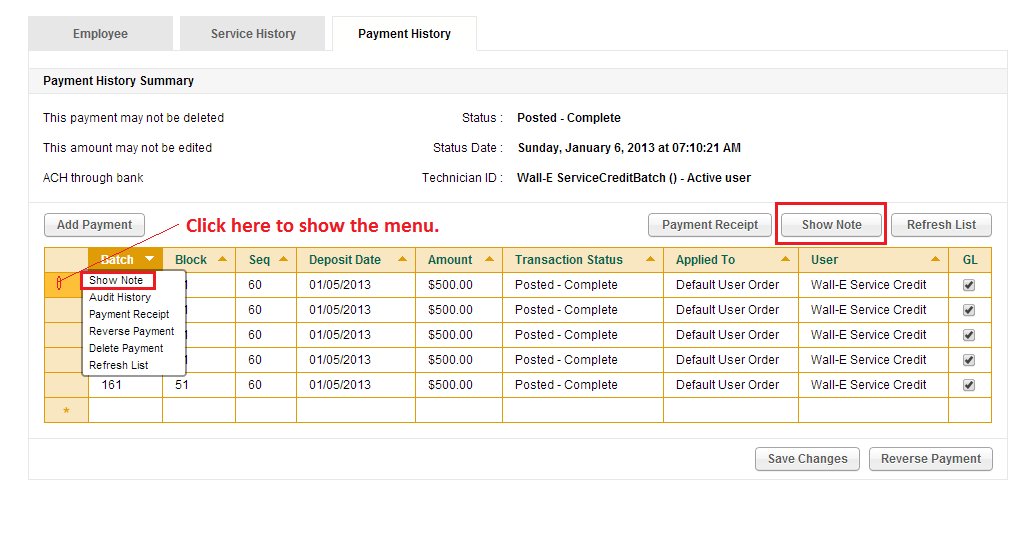 Employee Service History Payment History
Payment History Summary
This payment may not be deleted Status : Posted - Complete
This amount may not be edited Status Date : Sunday, January 6, 2013 at 07:10:21 AM
ACH through bank Technician ID : Wall-E ServiceCreditBatch () - Active user
Add Payment Click here to show the menu. Payment Receipt Show Note Refresh List
Batch Block Seq Deposit Date Amount Transaction Status Applied To User GL
Show Note 1 60 01/05/2013 $500.00 Posted - Complete Default User Order Wall-E Service Credit
Audit History
Payment Receipt 1 60 01/05/2013 $500.00 Posted - Complete Default User Order Wall-E Service Credit
Reverse Payment 1 60 01/05/2013 $500.00 Posted - Complete Default User Order Wall-E Service Credit
Delete Payment
Refresh List 1 60 01/05/2013 $500.00 Posted - Complete Default User Order Wall-E Service Credit
161 51 60 01/05/2013 $500.00 Posted - Complete Default User Order Wall-E Service Credit
*
Save Changes Reverse Payment